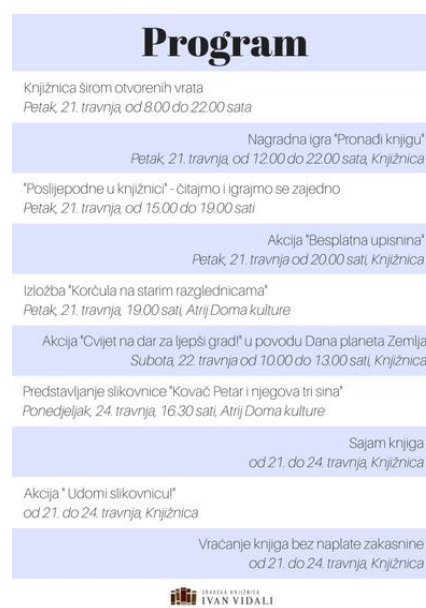 Program
Knjižnica širom otvorenih vrata
Petak, 21. travnja, od 8.00 do 22.00 sata
Nagradna igra "Pronađi knjigu"
Petak, 21. travnja, od 12.00 do 22.00 sata, Knjižnica
"Poslijepodne u knjižnici" - čitajmo i igrajmo se zajedno
Petak, 21. travnja, od 15.00 do 19.00 sati
Akcija "Besplatna upisnina"
Petak, 21. travnja od 20.00 sati, Knjižnica
Izložba "Korčula na starim razglednicama"
Petak, 21. travnja, 19.00 sati, Atrij Doma kulture
Akcija "Cvijet na dar za ljepši grad!" u povodu Dana planeta Zemlja
Subota, 22. travnja od 10.00 do 13.00 sati, Knjižnica
Predstavljanje slikovnice "Kovač Petar i njegova tri sina"
Ponedjeljak, 24. travnja, 16.30 sati, Atrij Doma kulture
Sajam knjiga
od 21. do 24. travnja, Knjižnica
Akcija " Udomi slikovnicu!"
od 21. do 24. travnja, Knjižnica
Vraćanje knjiga bez naplate zakasnine
od 21. do 24. travnja, Knjižnica
GRADSKA KNJIŽNICA
IVAN VIDALI